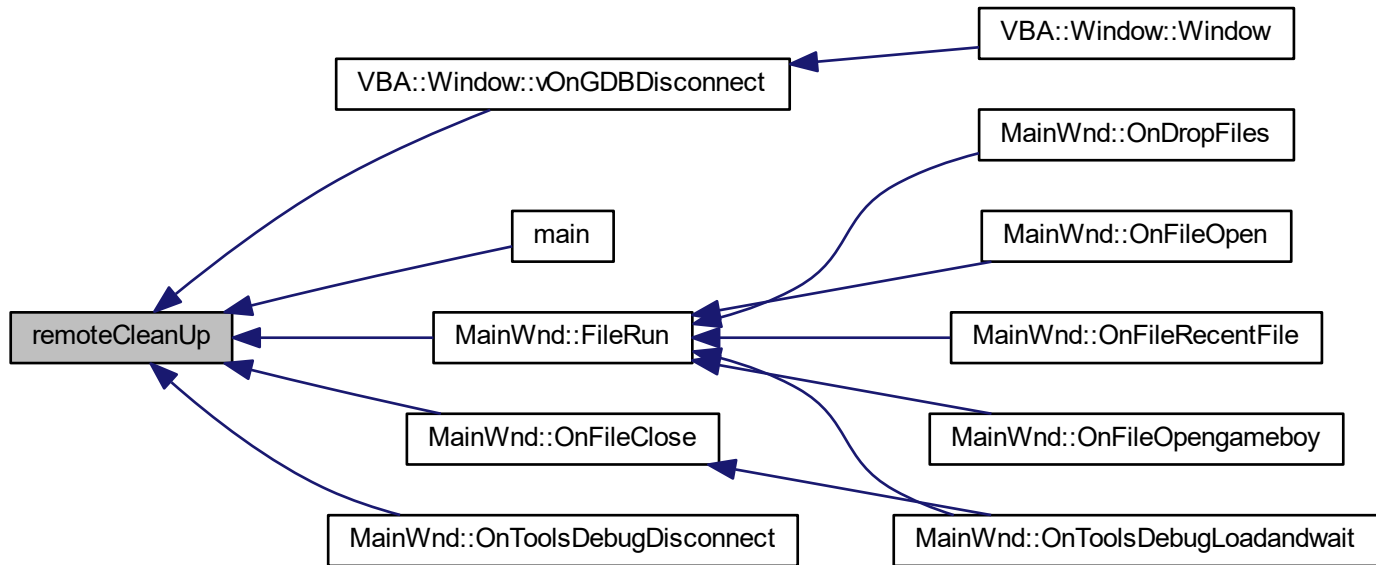 VBA::Window::Window
VBA::Window::vOnGDBDisconnect
MainWnd::OnDropFiles
main
MainWnd::OnFileOpen
remoteCleanUp
MainWnd::FileRun
MainWnd::OnFileRecentFile
MainWnd::OnFileClose
MainWnd::OnFileOpengameboy
MainWnd::OnToolsDebugDisconnect
MainWnd::OnToolsDebugLoadandwait